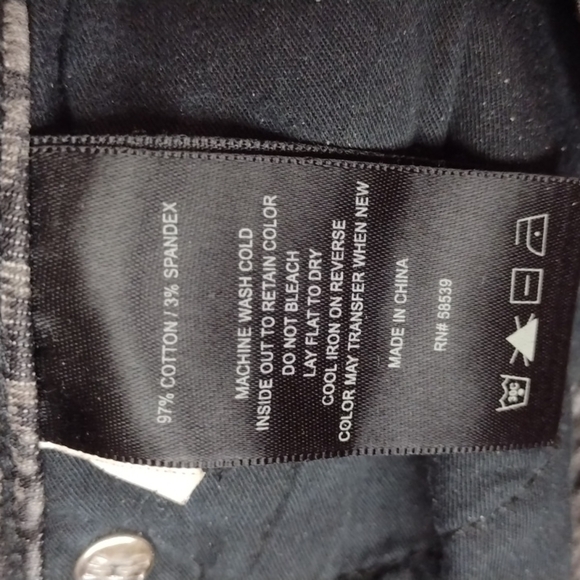 97% COTTON / 3% SPANDEX
MACHINE WASH COLD
INSIDE OUT TO RETAIN COLOR
DO NOT BLEACH
LAY FLAT TO DRY
COOL IRON ON REVERSE
COLOR MAY TRANSFER WHEN NEW
MADE IN CHINA
RN# 58539